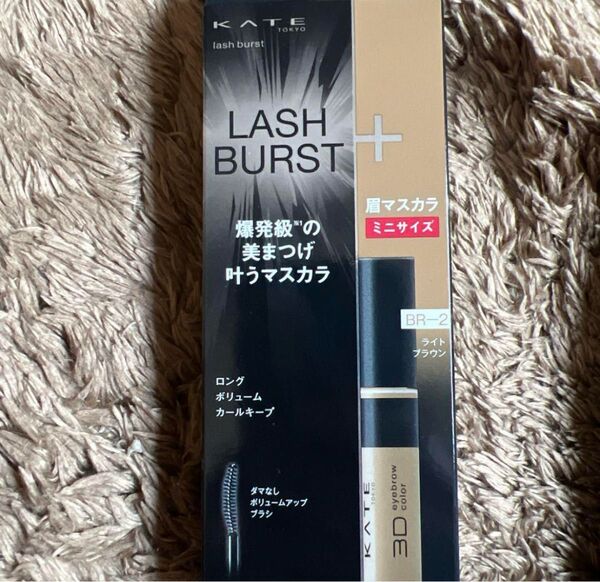 KATE
TOKYO
lash burst
LASH
BURST
+
爆発級※1の
美まつげ
叶うマスカラ
ロング
ボリューム
カールキープ
ダマなし
ボリュームアップ
ブラシ
眉マスカラ
ミニサイズ
BR-2
ライト
ブラウン
KATE
TOKYO
3D
eyebrow
color